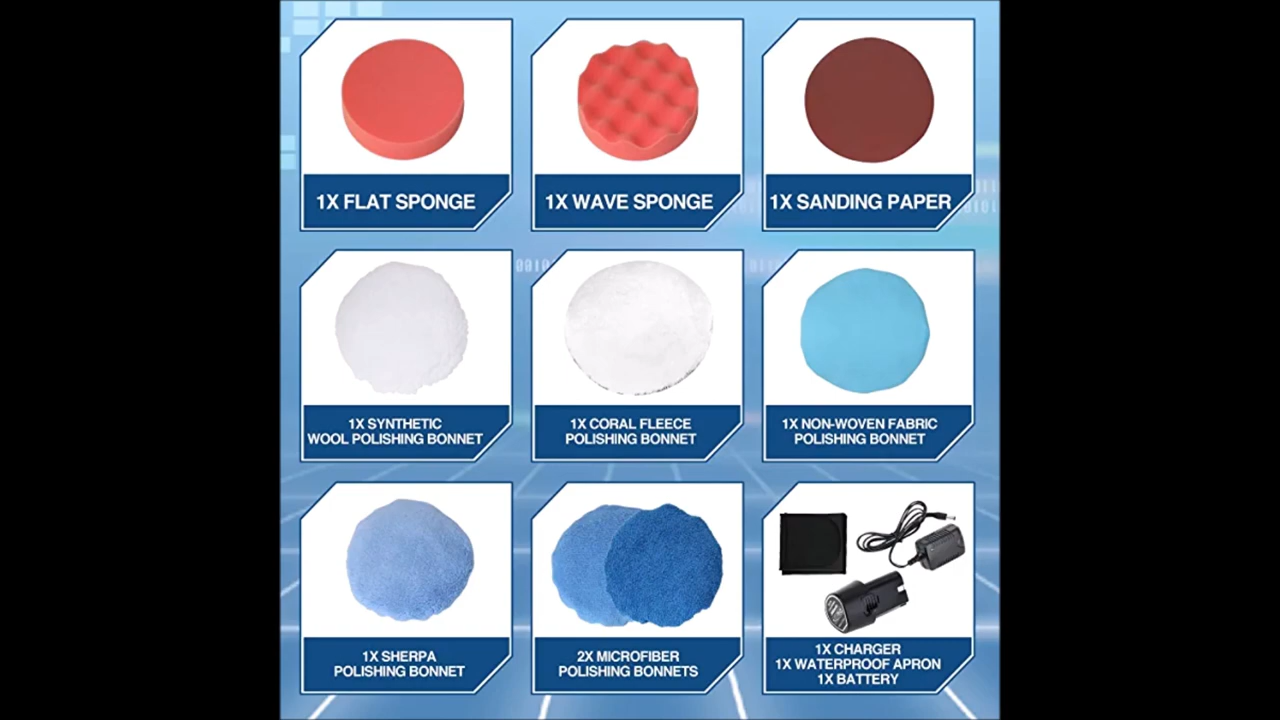 1X FLAT SPONGE
1X WAVE SPONGE
1X SANDING PAPER
1X SYNTHETIC
WOOL POLISHING BONNET
1X CORAL FLEECE
POLISHING BONNET
1X NON-WOVEN FABRIC
POLISHING BONNET
1X SHERPA
POLISHING BONNET
2X MICROFIBER
POLISHING BONNETS
1X CHARGER
1X WATERPROOF APRON
1X BATTERY